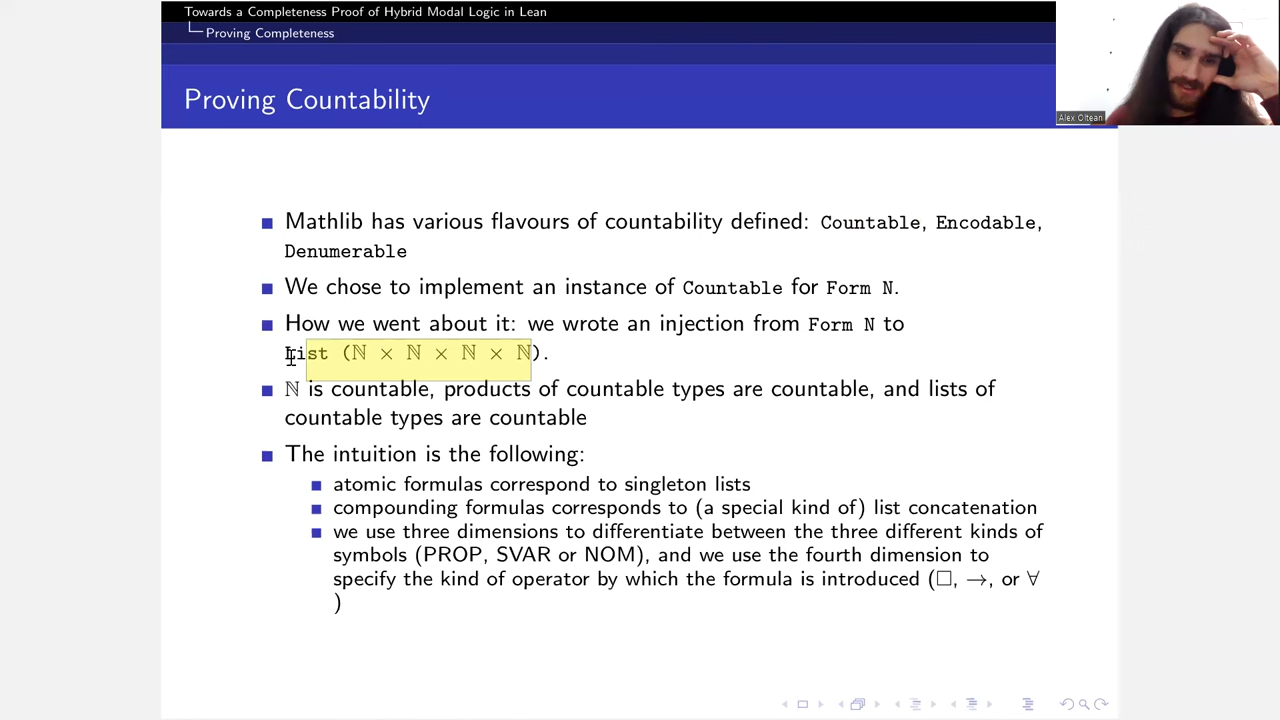 Towards a Completeness Proof of Hybrid Modal Logic in Lean
Proving Completeness
Proving Countability
Alex Oltean
Mathlib has various flavours of countability defined: Countable, Encodable,
Denumerable
We chose to implement an instance of Countable for Form N.
How we went about it: we wrote an injection from Form N to
List (ℕ × ℕ × ℕ × ℕ).
ℕ is countable, products of countable types are countable, and lists of
countable types are countable
The intuition is the following:
atomic formulas correspond to singleton lists
compounding formulas corresponds to (a special kind of) list concatenation
we use three dimensions to differentiate between the three different kinds of
symbols (PROP, SVAR or NOM), and we use the fourth dimension to
specify the kind of operator by which the formula is introduced (□, →, or ∀
)